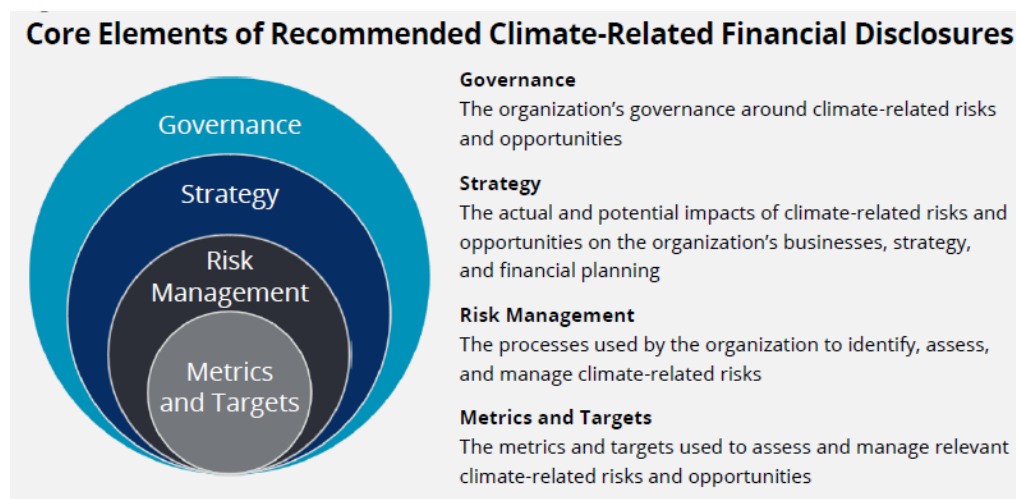 Core Elements of Recommended Climate-Related Financial Disclosures
Governance
Strategy
Risk
Management
Metrics
and Targets
Governance
The organization’s governance around climate-related risks
and opportunities
Strategy
The actual and potential impacts of climate-related risks and
opportunities on the organization’s businesses, strategy,
and financial planning
Risk Management
The processes used by the organization to identify, assess,
and manage climate-related risks
Metrics and Targets
The metrics and targets used to assess and manage relevant
climate-related risks and opportunities